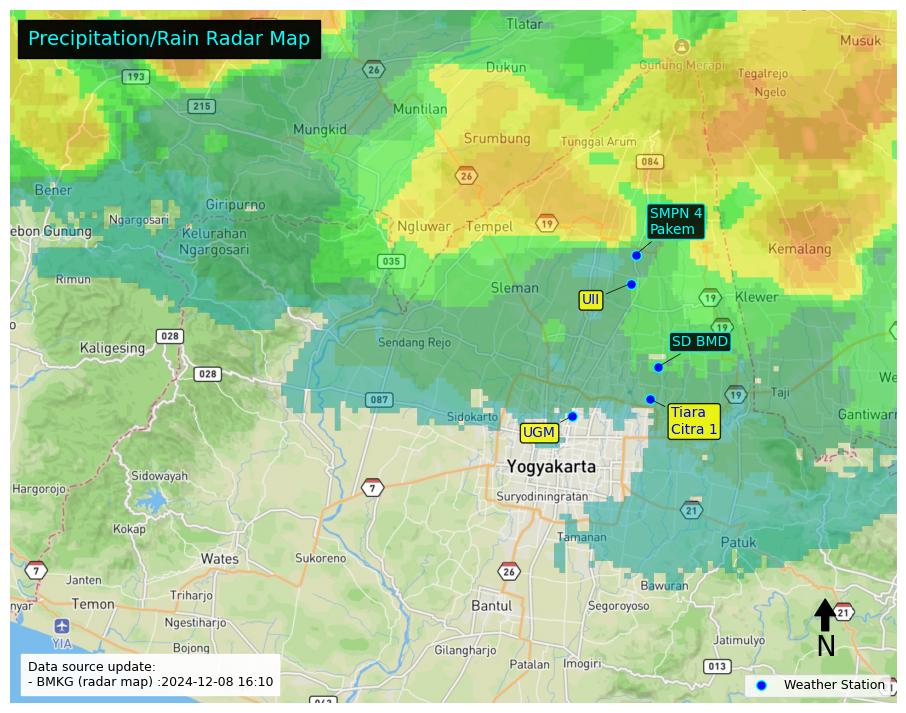 Precipitation/Rain Radar Map
Tlatar
Musuk
Gunung Merapi
26
Dukun
Tegalrejo
193
Ngelo
215
Muntilan
Mungkid
Srumbung
Tunggal Arum
084
26
Bener
Giripurno
SMPN 4
Pakem
Ngargosari
Ngluwar
Tempel
19
ebon Gunung
Kelurahan
Ngargosari
Kemalang
035
Rimun
Sleman
UII
19
Klewer
19
028
Kaligesing
Sendang Rejo
SD BMD
028
We
087
19
Taji
Sidokarto
Tiara
Citra 1
Gantiwarn
UGM
Yogyakarta
Sidowayah
Hargorojo
7
Suryodiningratan
21
Kokap
Tamanan
Patuk
Wates
Sukoreno
7
26
Janten
Bawuran
nyar
Temon
Triharjo
Bantul
Segoroyoso
21
Ngestiharjo
YIA
Bojong
Gilangharjo
Jatimulyo
N
Patalan
Imogiri
013
Data source update:
- BMKG (radar map) :2024-12-08 16:10
Weather Station